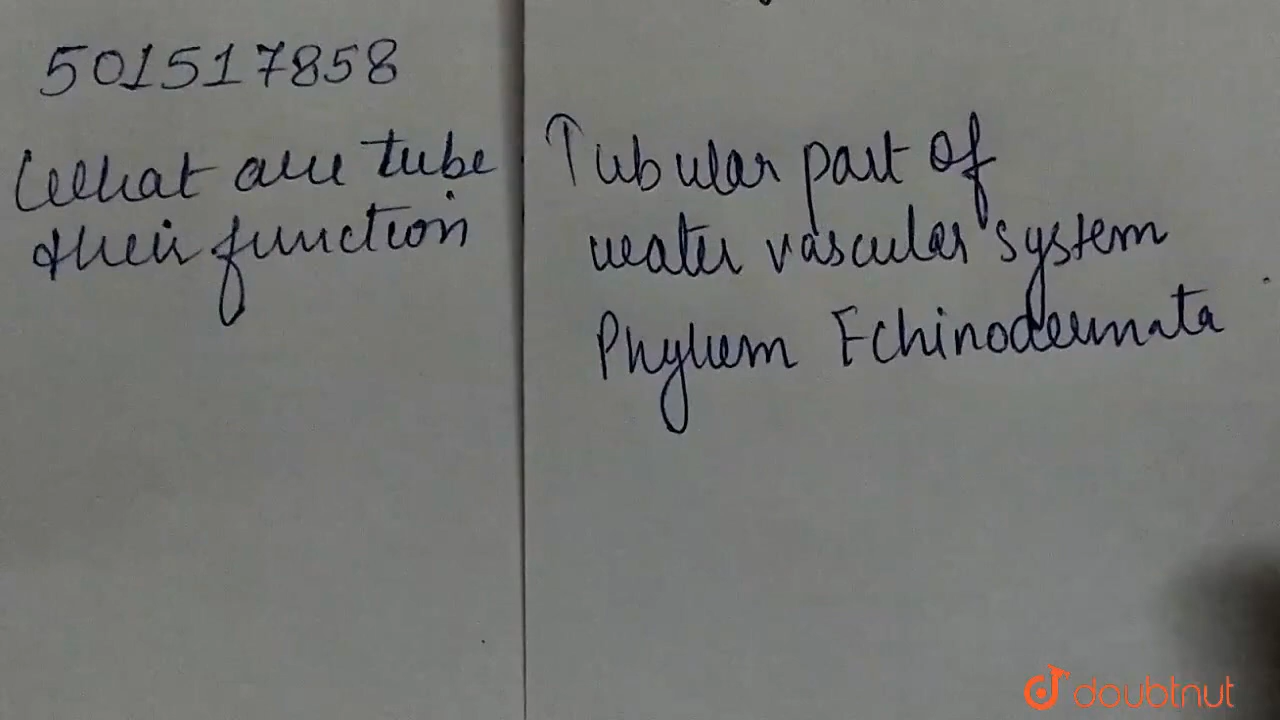 501517858
What are tube
their function
Tubular part of
water vascular system
Phylum Echinodermata
doubtnut